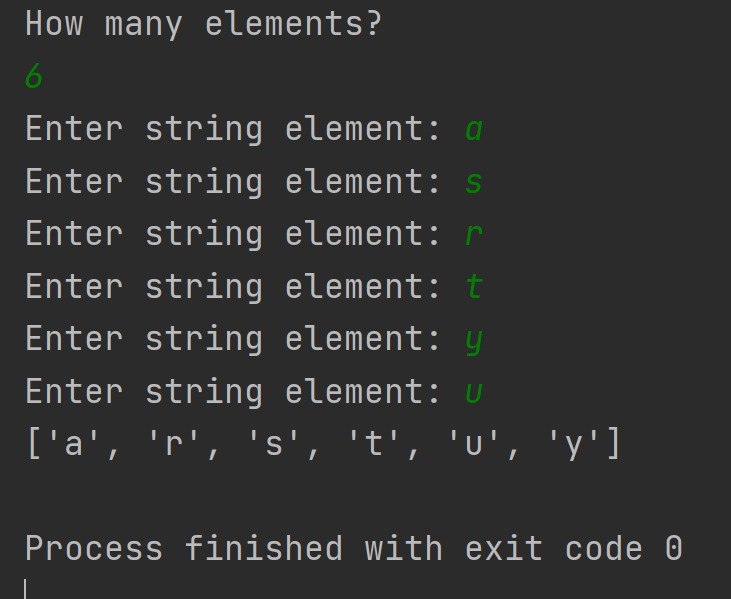 How many elements?
6
Enter string element: a
Enter string element: s
Enter string element: r
Enter string element: t
Enter string element: y
Enter string element: u
['a', 'r', 's', 't', 'u', 'y']
Process finished with exit code 0